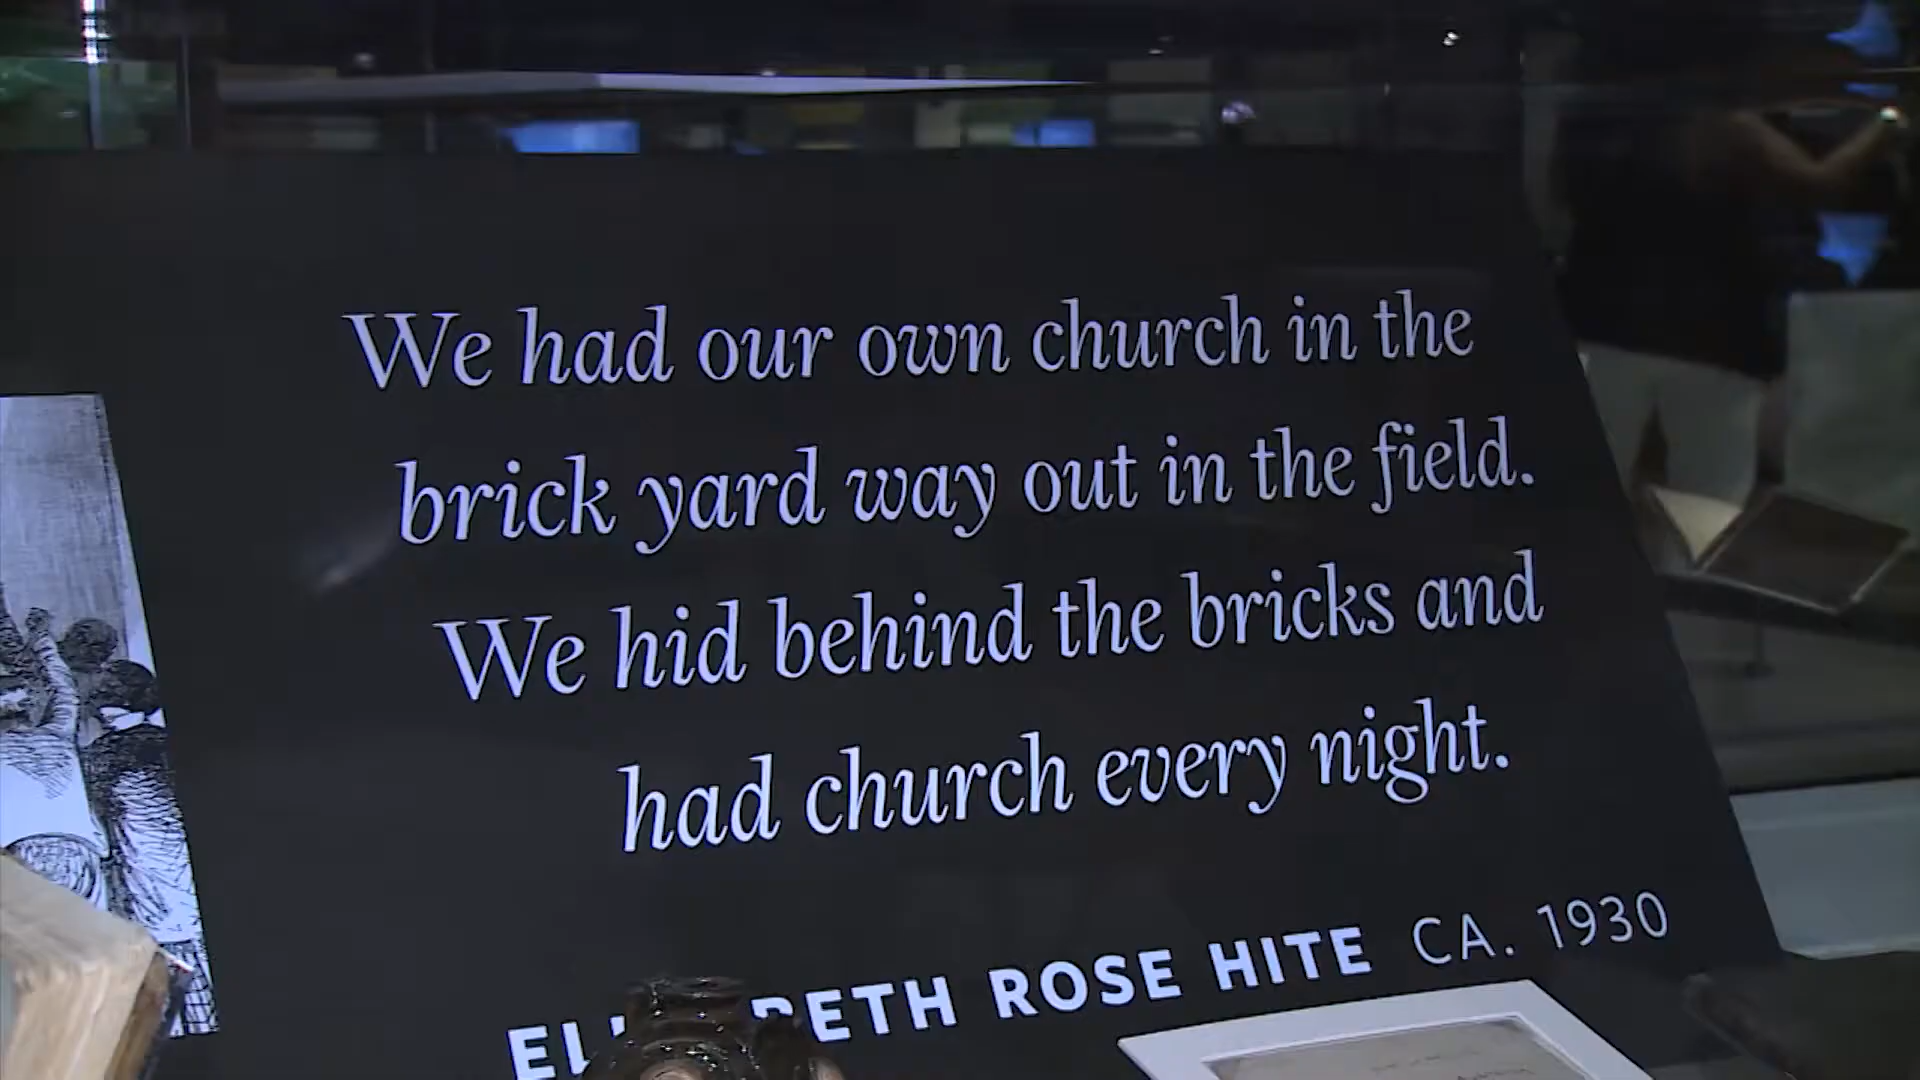 We had our own church in the
brick yard way out in the field.
We hid behind the bricks and
had church every night.
ROSE HITE CA. 1930